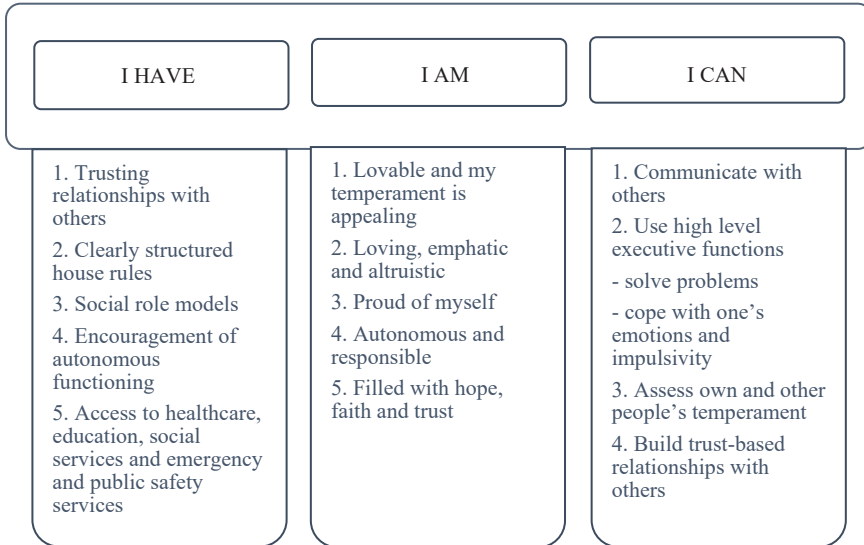 I HAVE
1. Trusting
relationships with
others
2. Clearly structured
house rules
3. Social role models
4. Encouragement of
autonomous
functioning
5. Access to healthcare,
education, social
services and emergency
and public safety
services
I AM
1. Lovable and my
temperament is
appealing
2. Loving, emphatic
and altruistic
3. Proud of myself
4. Autonomous and
responsible
5. Filled with hope,
faith and trust
I CAN
1. Communicate with
others
2. Use high level
executive functions
- solve problems
- cope with one’s
emotions and
impulsivity
3. Assess own and other
people’s temperament
4. Build trust-based
relationships with
others